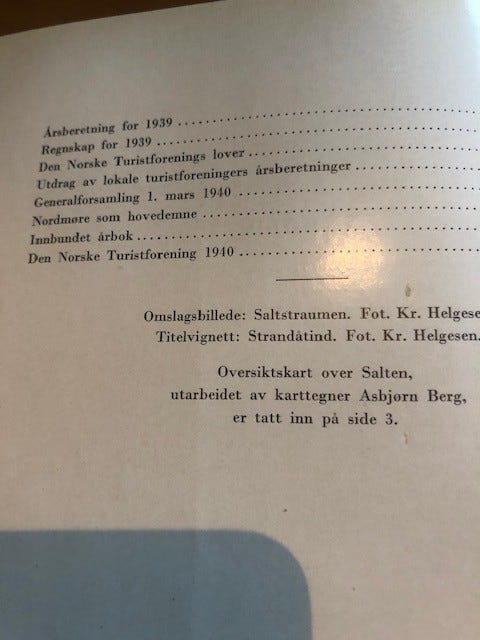 Årsberetning for 1939
Regnskap for 1939
Den Norske Turistforenings lover
Utdrag av lokale turistforeningers årsberetninger
Generalforsamling 1. mars 1940
Nordmøre som hovedemne
Innbundet årbok
Den Norske Turistforening 1940
Omslagsbillede: Saltstraumen. Fot. Kr. Helgese
Titelvignett: Strandåtind. Fot. Kr. Helgesen.
Oversiktskart over Salten,
utarbeidet av karttegner Asbjørn Berg,
er tatt inn på side 3.